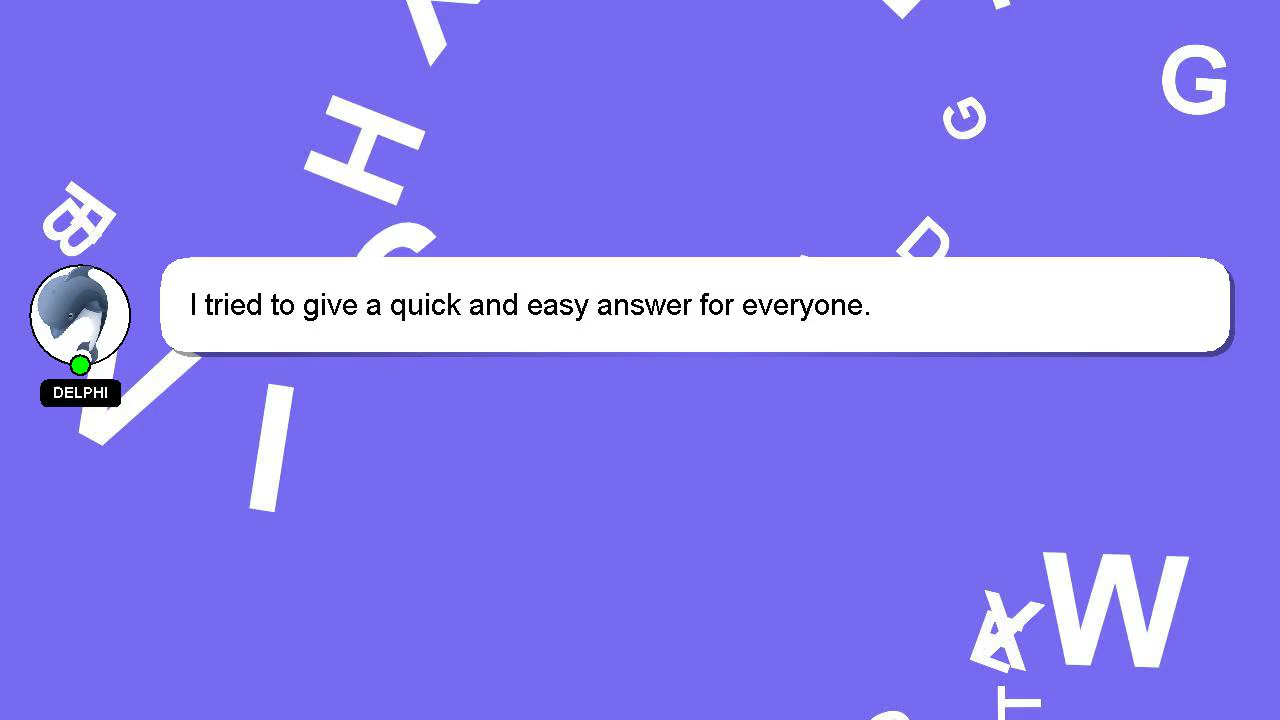 G
H
G
B
D
I tried to give a quick and easy answer for everyone.
DELPHI
I
W
X
T